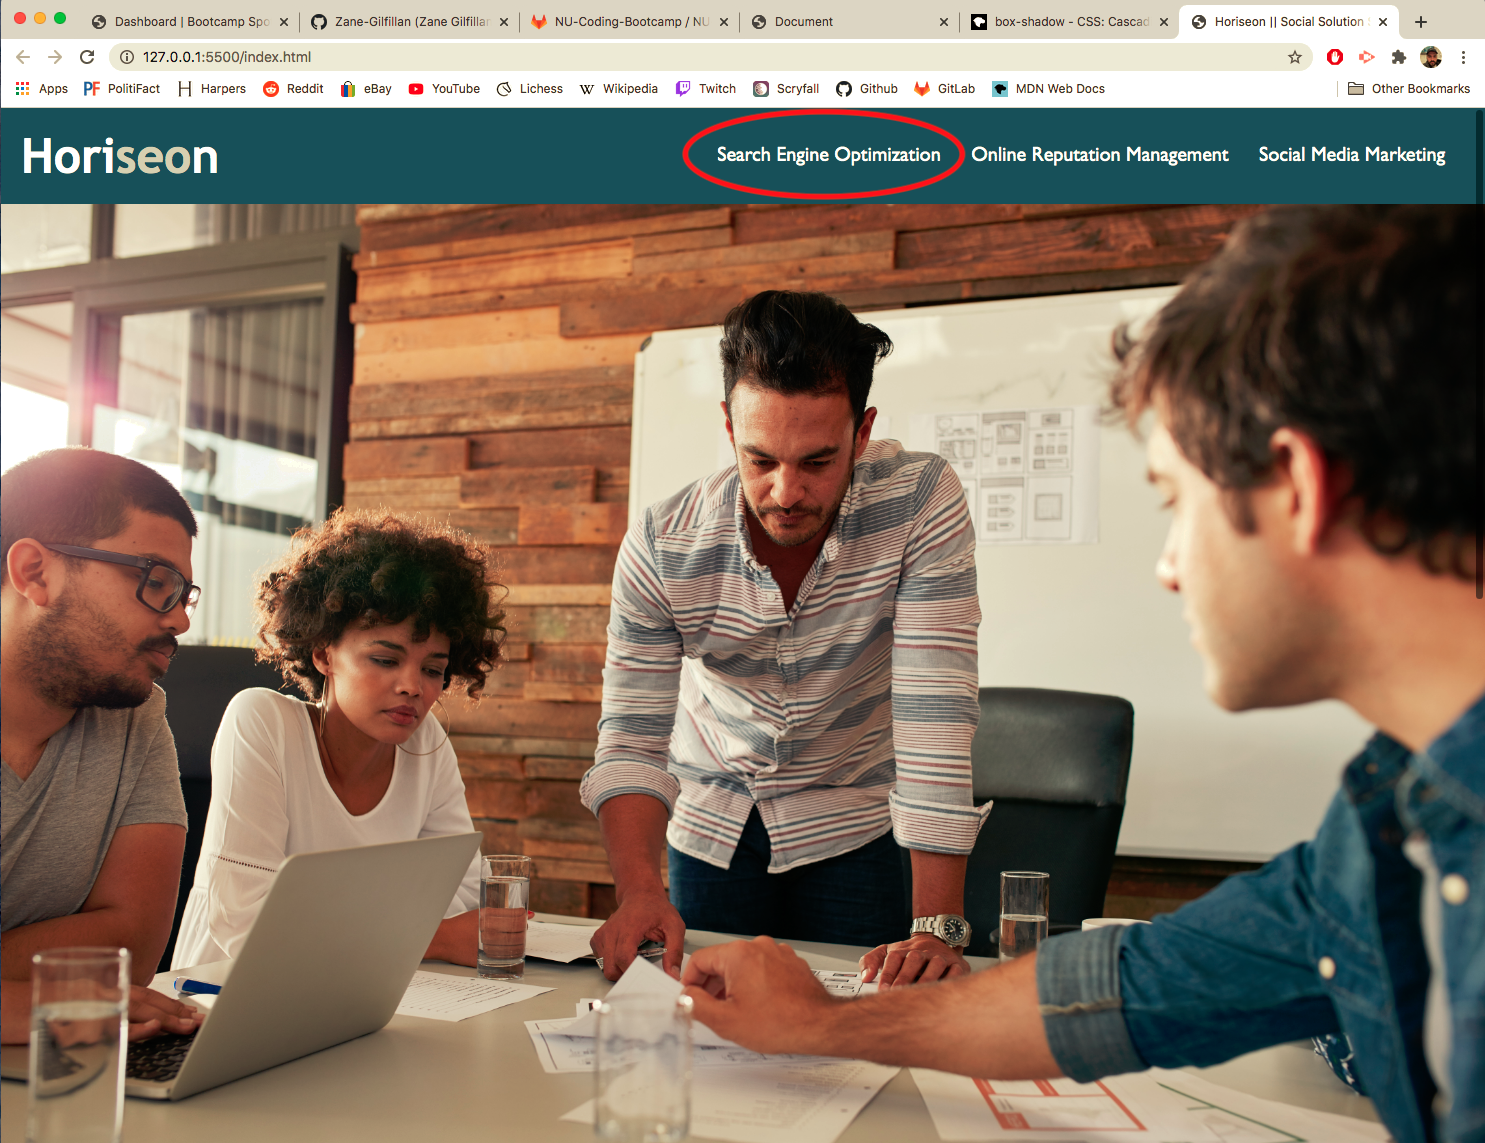 Dashboard | Bootcamp Spo
Zane-Gilfillan (Zane Gilfillan
NU-Coding-Bootcamp / NU
Document
box-shadow - CSS: Cascad
Horiseon || Social Solution
127.0.0.1:5500/index.html
Apps PolitiFact Harpers Reddit eBay YouTube Lichess Wikipedia Twitch Scryfall Github GitLab MDN Web Docs Other Bookmarks
Horiseon
Search Engine Optimization Online Reputation Management Social Media Marketing